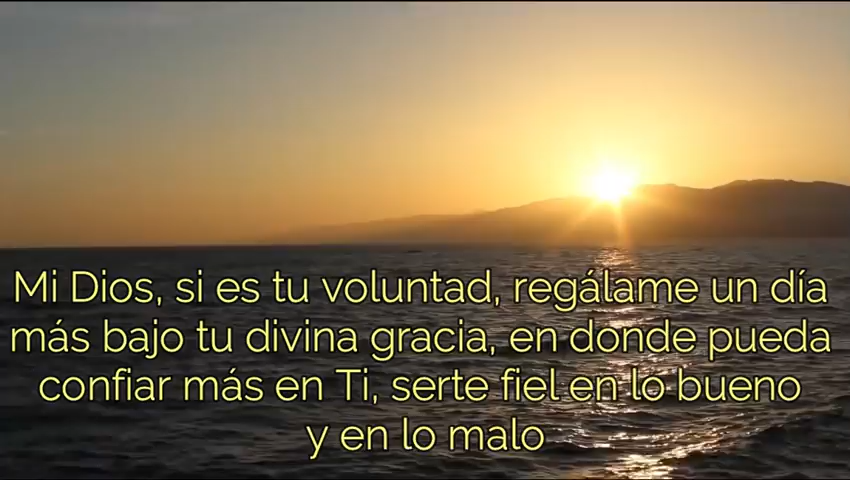 Mi Dios, si es tu voluntad, regálame un día
más bajo tu divina gracia, en donde pueda
confiar más en Ti, serte fiel en lo bueno
y en lo malo